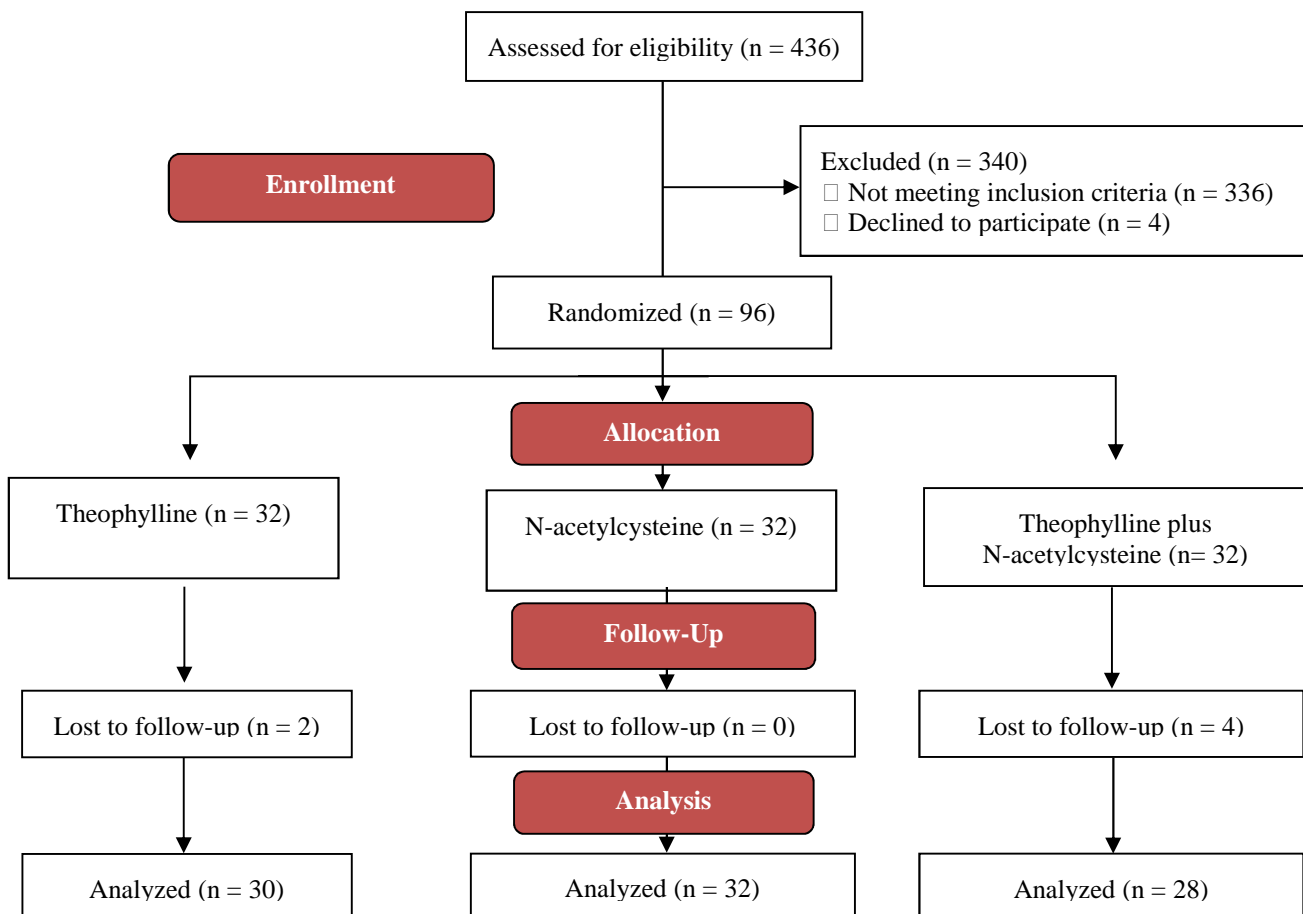 Assessed for eligibility (n = 436)
Enrollment
Excluded (n = 340)
□ Not meeting inclusion criteria (n = 336)
□ Declined to participate (n = 4)
Randomized (n = 96)
Allocation
Theophylline (n = 32)
N-acetylcysteine (n = 32)
Theophylline plus
N-acetylcysteine (n= 32)
Follow-Up
Lost to follow-up (n = 2)
Lost to follow-up (n = 0)
Lost to follow-up (n = 4)
Analysis
Analyzed (n = 30)
Analyzed (n = 32)
Analyzed (n = 28)